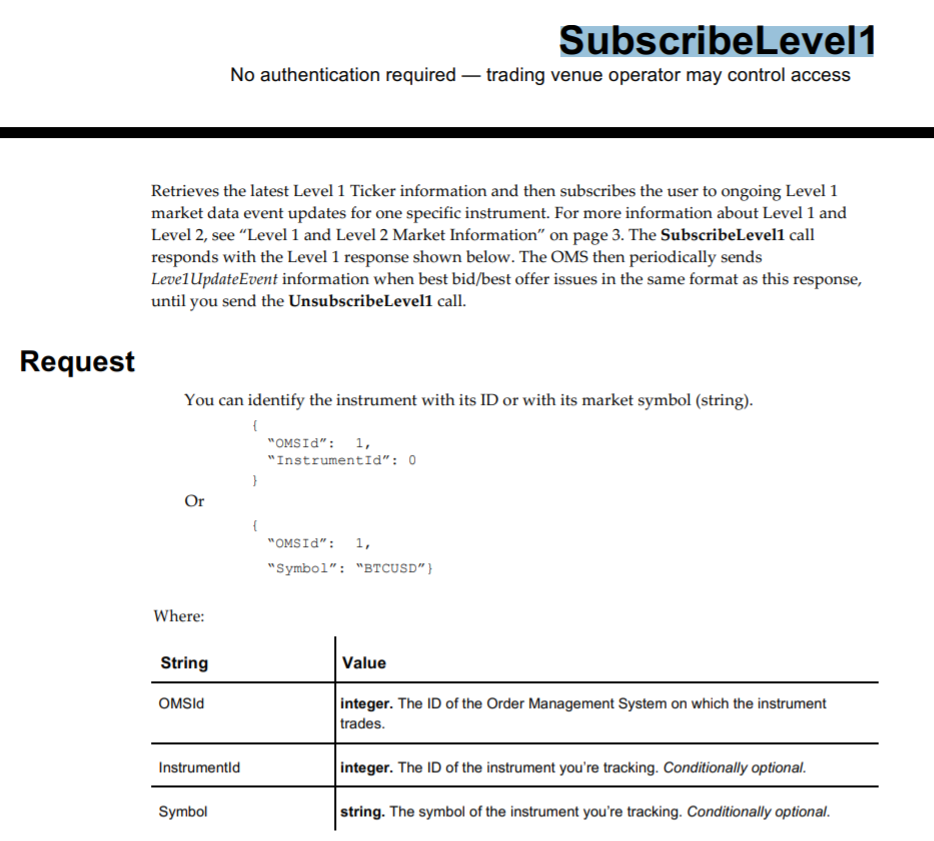 SubscribeLevel1
No authentication required — trading venue operator may control access
Retrieves the latest Level 1 Ticker information and then subscribes the user to ongoing Level 1
market data event updates for one specific instrument. For more information about Level 1 and
Level 2, see “Level 1 and Level 2 Market Information” on page 3. The SubscribeLevel1 call
responds with the Level 1 response shown below. The OMS then periodically sends
Leve1UpdateEvent information when best bid/best offer issues in the same format as this response,
until you send the UnsubscribeLevel1 call.
Request
You can identify the instrument with its ID or with its market symbol (string).
{
“OMSId”: 1,
“InstrumentId”: 0
}
Or
{
“OMSId”: 1,
“Symbol”: “BTCUSD”}
Where:
String Value
OMSId integer. The ID of the Order Management System on which the instrument
trades.
InstrumentId integer. The ID of the instrument you’re tracking. Conditionally optional.
Symbol string. The symbol of the instrument you’re tracking. Conditionally optional.